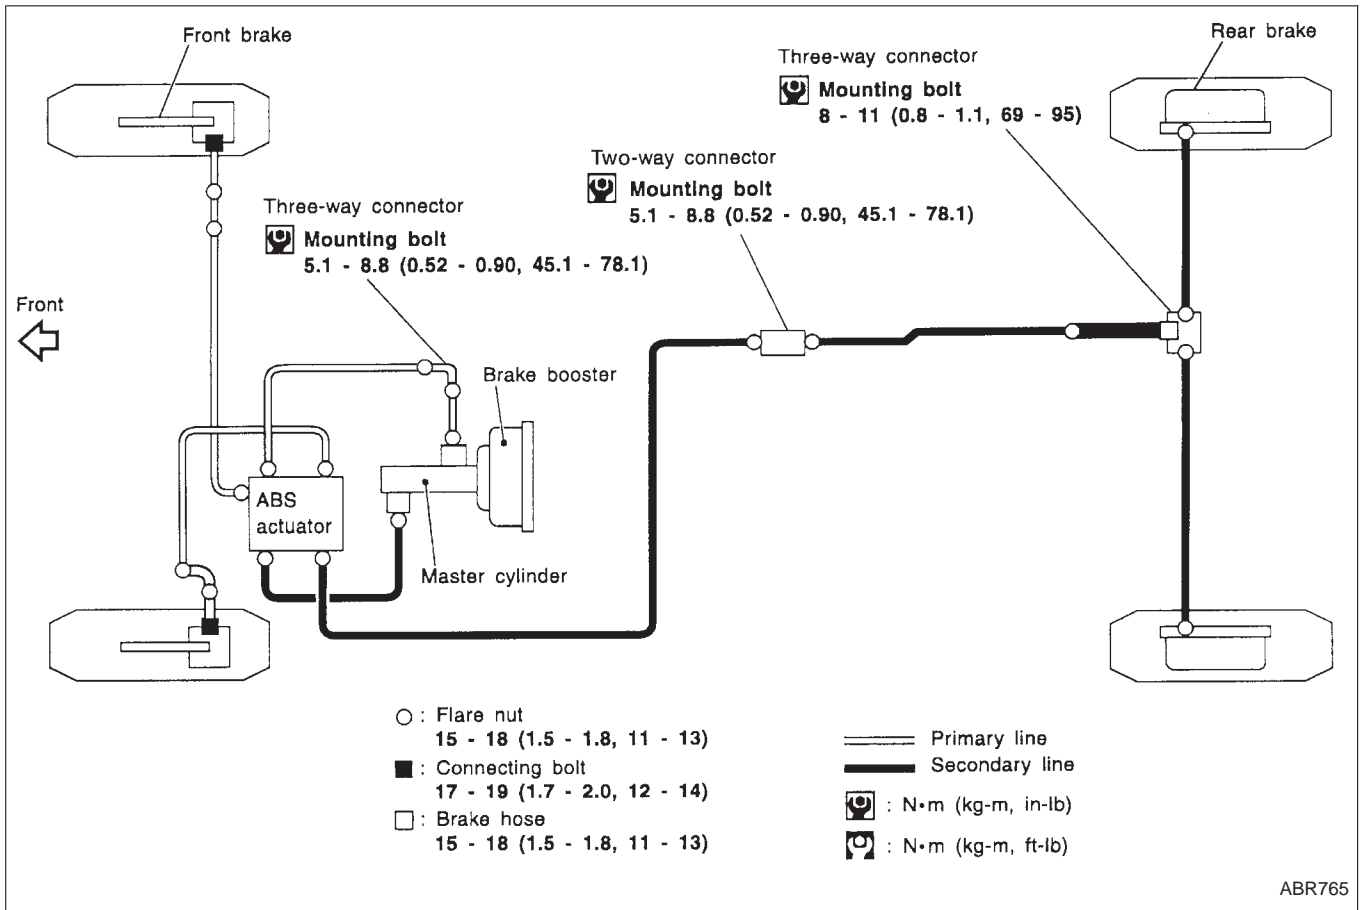 Front brake
Rear brake
Three-way connector
Mounting bolt
8 - 11 (0.8 - 1.1, 69 - 95)
Two-way connector
Mounting bolt
5.1 - 8.8 (0.52 - 0.90, 45.1 - 78.1)
Three-way connector
Mounting bolt
5.1 - 8.8 (0.52 - 0.90, 45.1 - 78.1)
Front
Brake booster
ABS
actuator
Master cylinder
: Flare nut
15 - 18 (1.5 - 1.8, 11 - 13)
: Connecting bolt
17 - 19 (1.7 - 2.0, 12 - 14)
: Brake hose
15 - 18 (1.5 - 1.8, 11 - 13)
Primary line
Secondary line
: N•m (kg-m, in-lb)
: N•m (kg-m, ft-lb)
ABR765